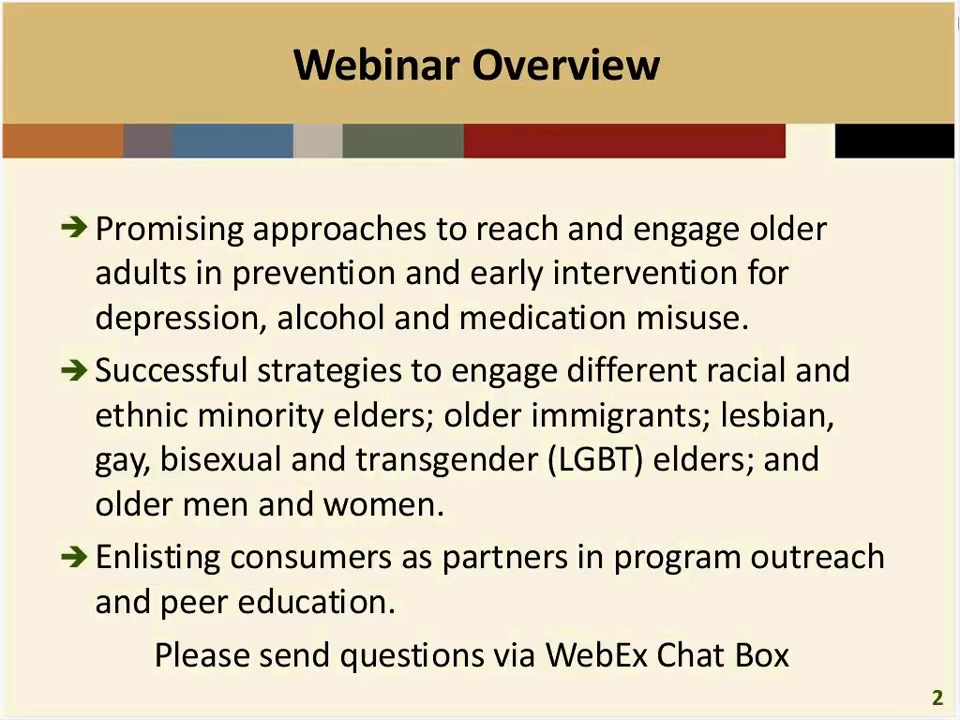 Webinar Overview
➔ Promising approaches to reach and engage older
adults in prevention and early intervention for
depression, alcohol and medication misuse.
➔ Successful strategies to engage different racial and
ethnic minority elders; older immigrants; lesbian,
gay, bisexual and transgender (LGBT) elders; and
older men and women.
➔ Enlisting consumers as partners in program outreach
and peer education.
Please send questions via WebEx Chat Box
2